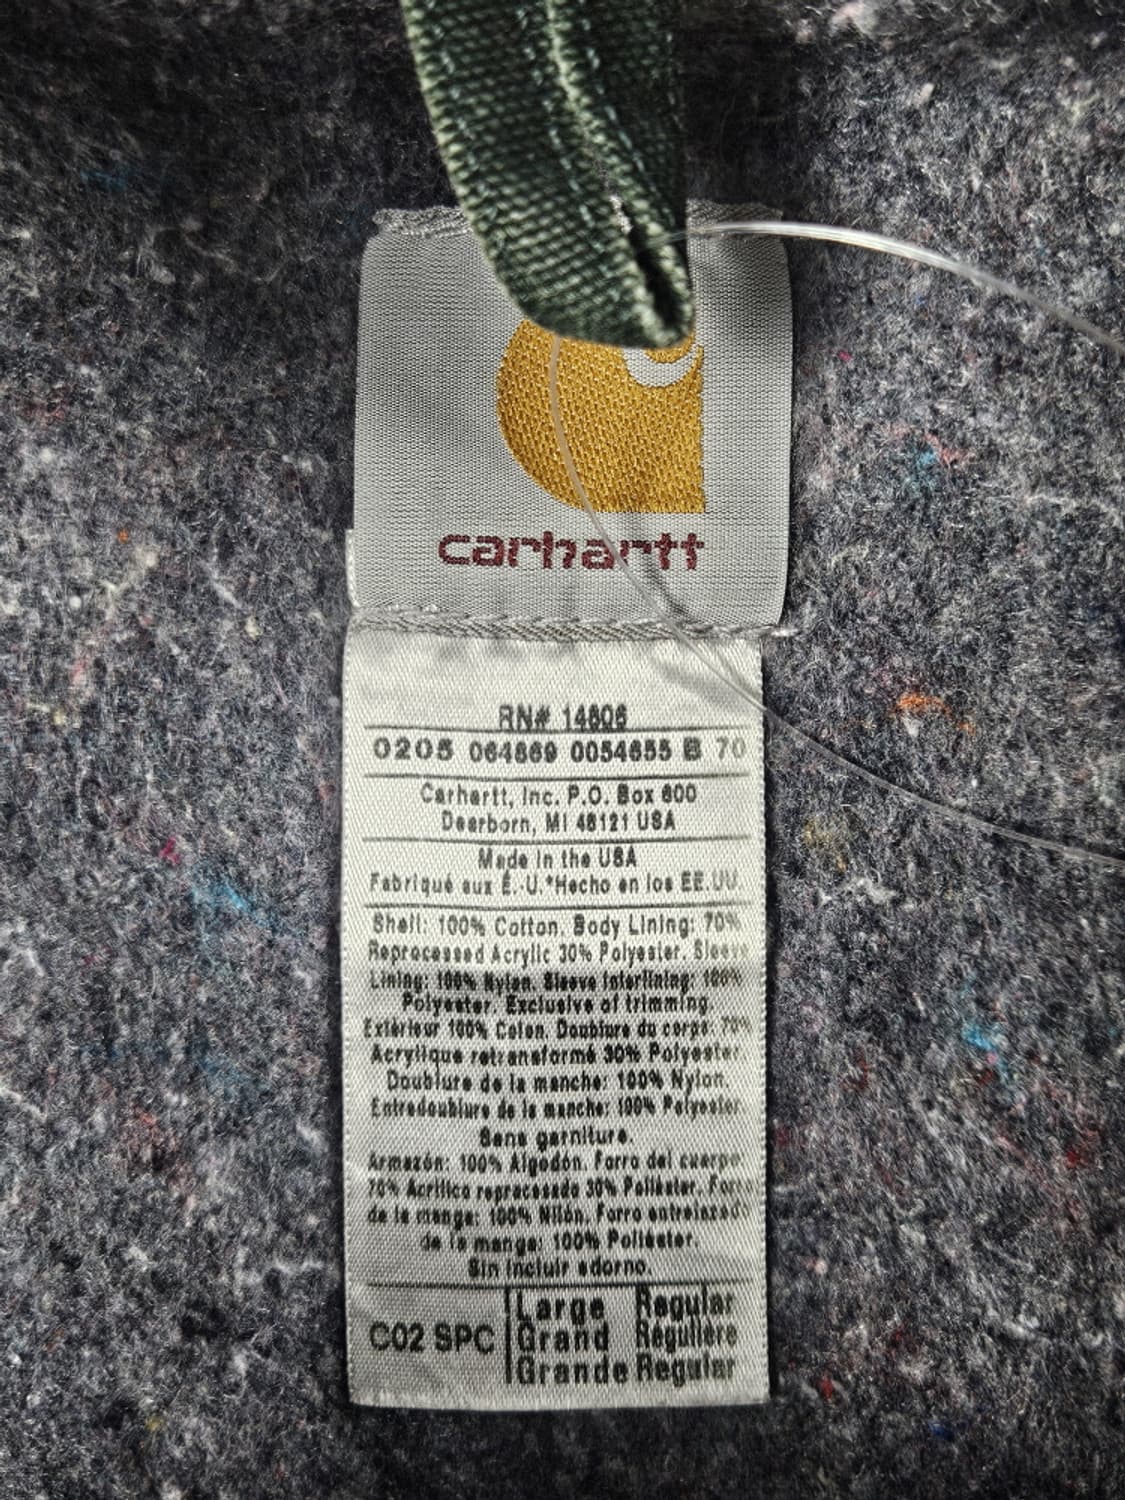 carhartt
RN# 14806
0205 064869 0054655 B 70
Carhartt, Inc. P.O. Box 600
Dearborn, MI 48121 USA
Made in the USA
Fabriqué aux É.-U.*Hecho en los EE.UU.
Shell: 100% Cotton. Body Lining: 70%
Reprocessed Acrylic 30% Polyester. Sleeve
Lining: 100% Nylon. Sleeve Interlining: 100%
Polyester. Exclusive of trimming.
Extérieur 100% Coton. Doublure du corps: 70%
Acrylique retransformé 30% Polyester.
Doublure de la manche: 100% Nylon.
Entredoublure de la manche: 100% Polyester.
Sans garniture.
Armazón: 100% Algodón. Forro del cuerpo:
70% Acrílico reprocesado 30% Poliéster. Forro
de la manga: 100% Nilón. Forro entrelazado
de la manga: 100% Poliéster.
Sin incluir adorno.
C02 SPC
Large Regular
Grand Régulière
Grande Regular